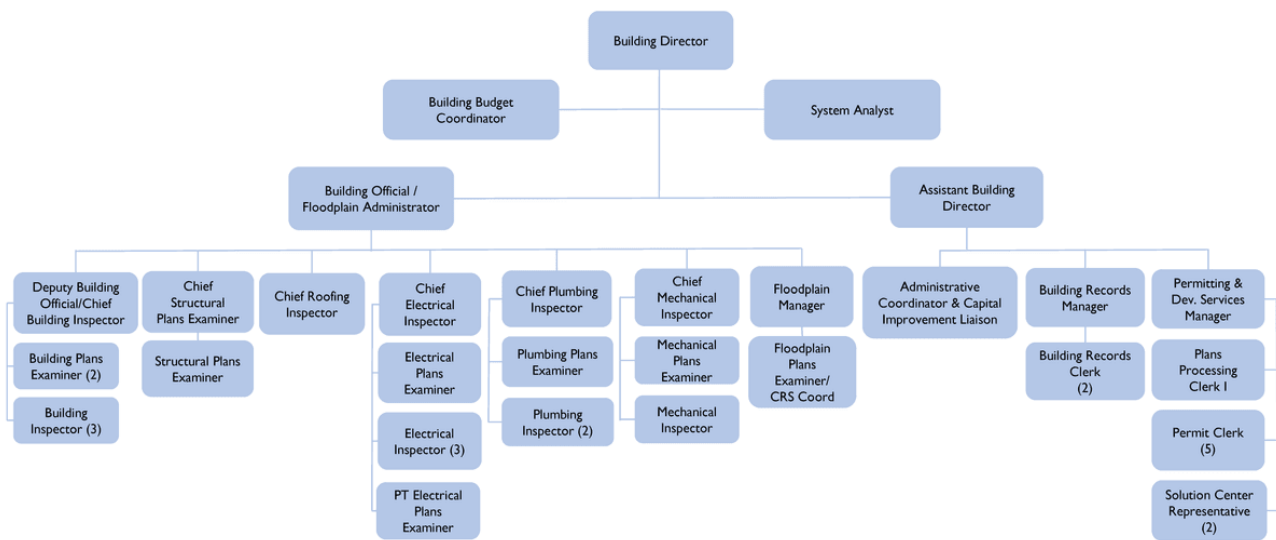 Building Director
Building Budget
Coordinator
System Analyst
Building Official /
Floodplain Administrator
Assistant Building
Director
Deputy Building
Official/Chief
Building Inspector
Building Plans
Examiner (2)
Building
Inspector (3)
Chief
Structural
Plans Examiner
Structural Plans
Examiner
Chief Roofing
Inspector
Chief
Electrical
Inspector
Electrical
Plans
Examiner
Electrical
Inspector (3)
PT Electrical
Plans
Examiner
Chief Plumbing
Inspector
Plumbing Plans
Examiner
Plumbing
Inspector (2)
Chief
Mechanical
Inspector
Mechanical
Plans
Examiner
Mechanical
Inspector
Floodplain
Manager
Floodplain
Plans
Examiner/
CRS Coord
Administrative
Coordinator & Capital
Improvement Liaison
Building Records
Manager
Building Records
Clerk
(2)
Permitting &
Dev. Services
Manager
Plans
Processing
Clerk I
Permit Clerk
(5)
Solution Center
Representative
(2)